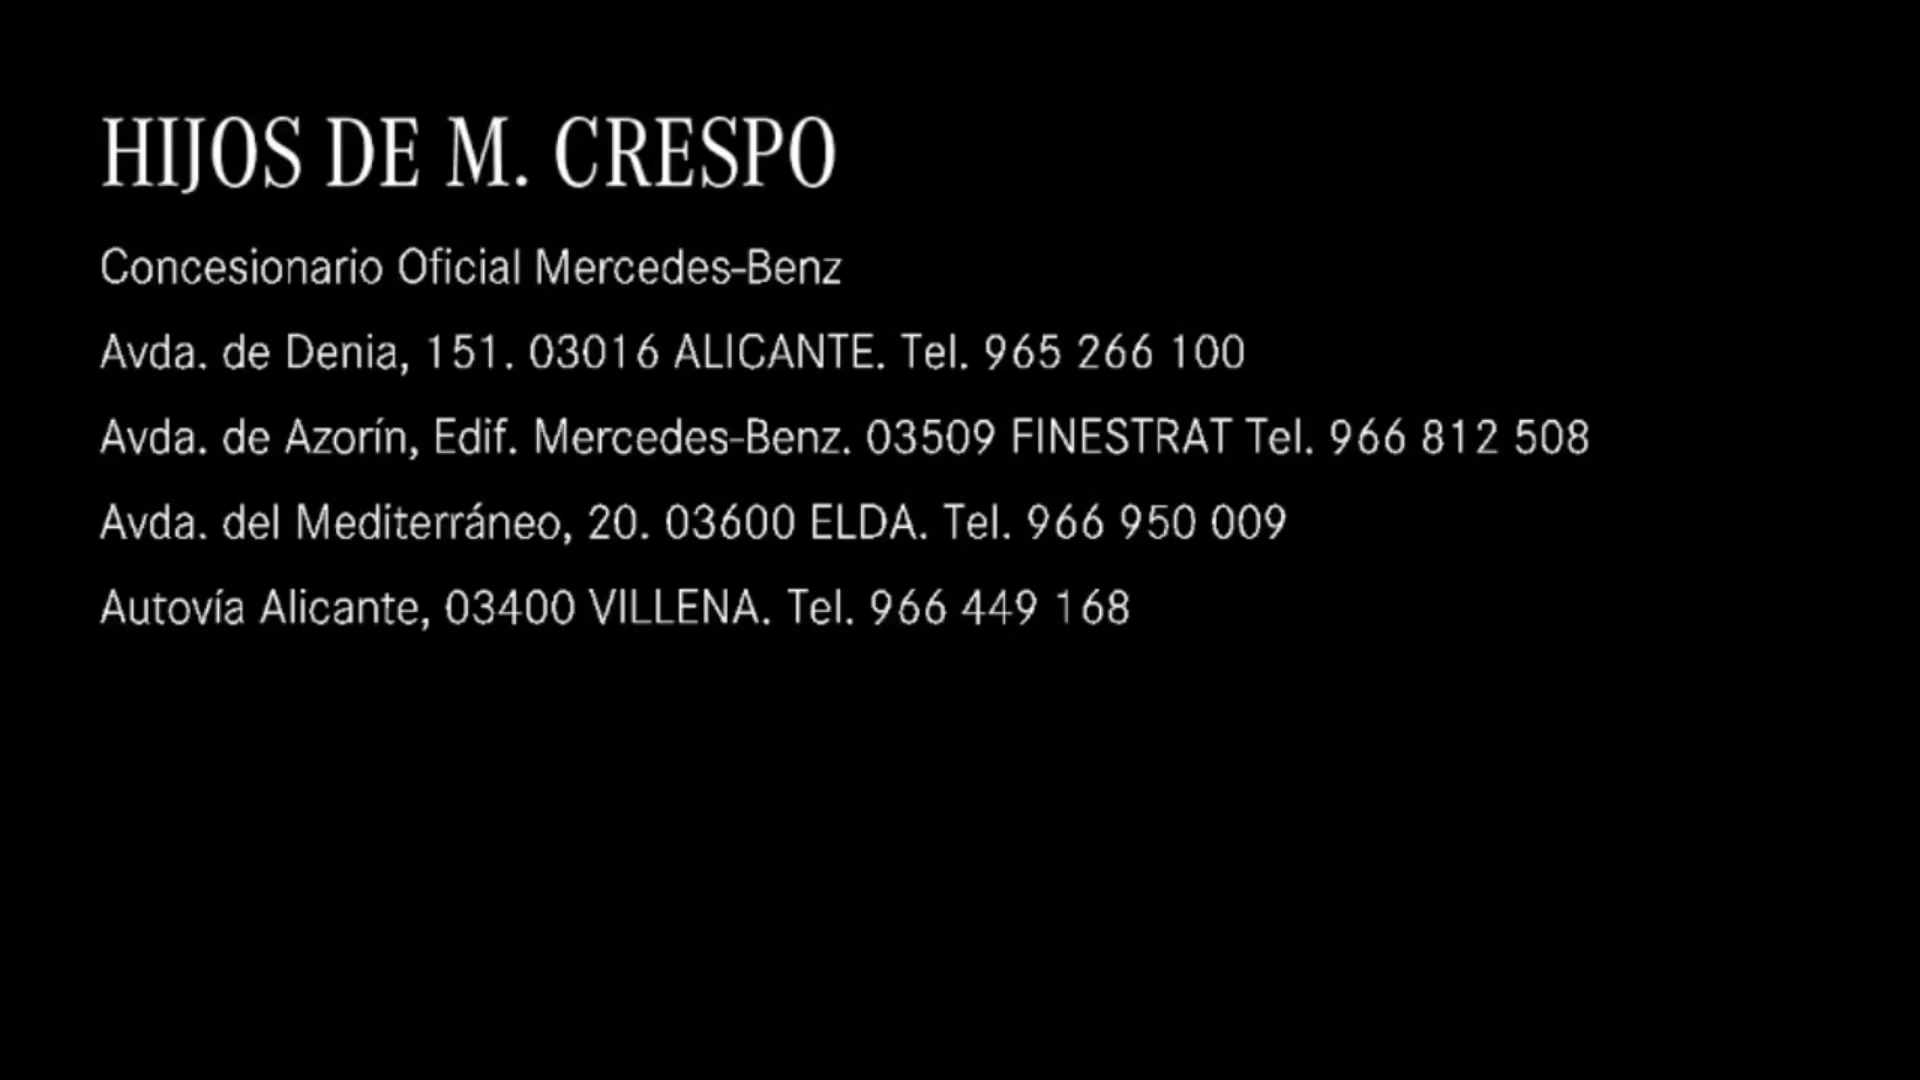 HIJOS DE M. CRESPO
Concesionario Oficial Mercedes-Benz
Avda. de Denia, 151. 03016 ALICANTE. Tel. 965 266 100
Avda. de Azorín, Edif. Mercedes-Benz. 03509 FINESTRAT Tel. 966 812 508
Avda. del Mediterráneo, 20. 03600 ELDA. Tel. 966 950 009
Autovía Alicante, 03400 VILLENA. Tel. 966 449 168